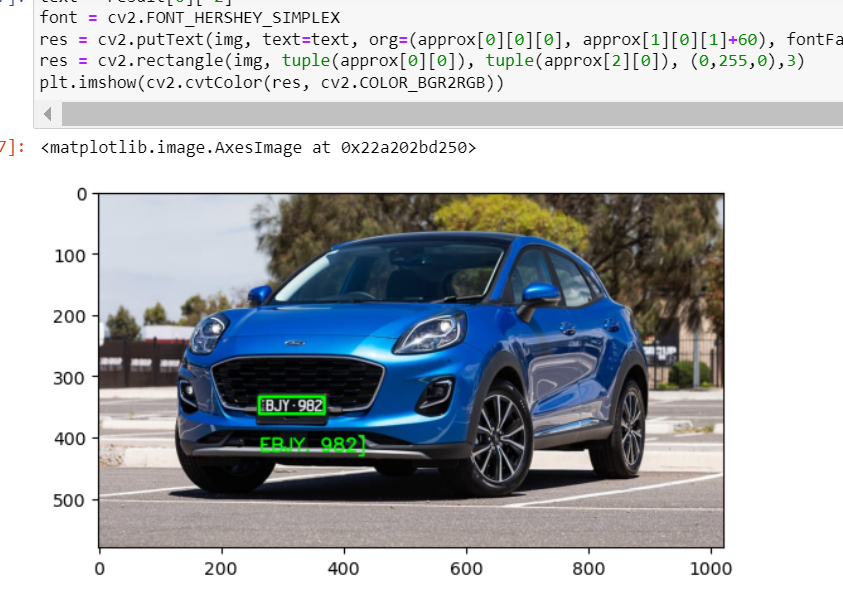 font = cv2.FONT_HERSHEY_SIMPLEX
res = cv2.putText(img, text=text, org=(approx[0][0][0], approx[1][0][1]+60), fontFa
res = cv2.rectangle(img, tuple(approx[0][0]), tuple(approx[2][0]), (0,255,0),3)
plt.imshow(cv2.cvtColor(res, cv2.COLOR_BGR2RGB))
7]: <matplotlib.image.AxesImage at 0x22a202bd250>
0
100
200
300
BJY·982
400
EBJY. 982]
500
0 200 400 600 800 1000